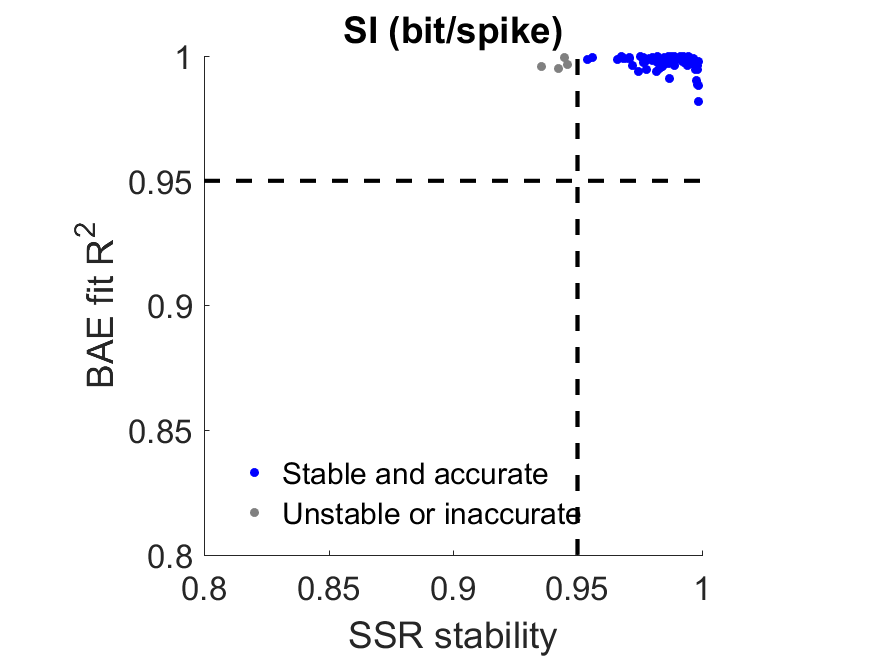 SI (bit/spike)
1
0.95
0.9
0.85
0.8
BAE fit R²
Stable and accurate
Unstable or inaccurate
0.8 0.85 0.9 0.95 1
SSR stability